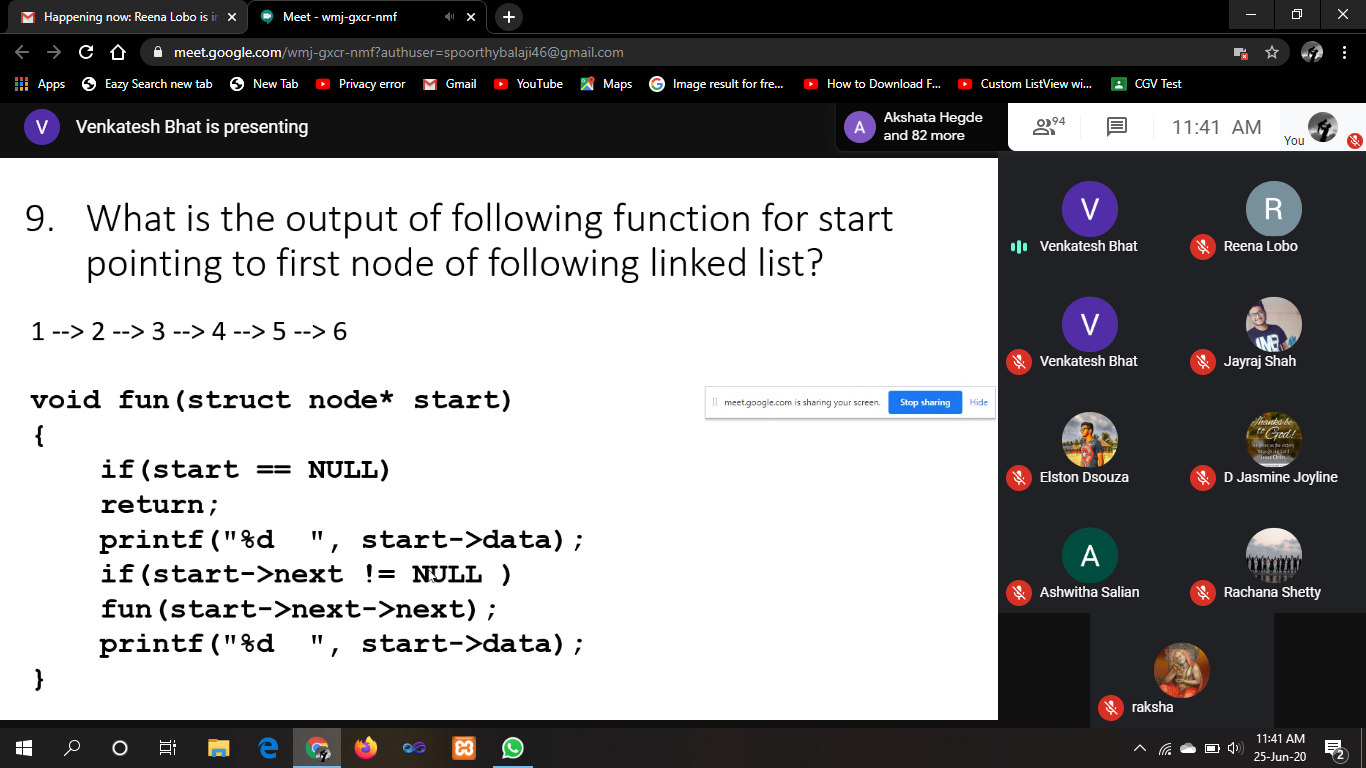 Happening now: Reena Lobo is in
Meet - wmj-gxcr-nmf
meet.google.com/wmj-gxcr-nmf?authuser=spoorthybalaji46@gmail.com
Apps
Eazy Search new tab
New Tab
Privacy error
Gmail
YouTube
Maps
Image result for fre...
How to Download F...
Custom ListView wi...
CGV Test
V
Venkatesh Bhat is presenting
A
Akshata Hegde
and 82 more
94
11:41 AM
You
9. What is the output of following function for start
pointing to first node of following linked list?
1 --> 2 --> 3 --> 4 --> 5 --> 6
void fun(struct node* start)
{
if(start == NULL)
return;
printf("%d  ", start->data);
if(start->next != NULL )
fun(start->next->next);
printf("%d  ", start->data);
}
meet.google.com is sharing your screen.
Stop sharing
Hide
V
Venkatesh Bhat
R
Reena Lobo
V
Venkatesh Bhat
Jayraj Shah
Elston Dsouza
Thanks be
to God!
D Jasmine Joyline
A
Ashwitha Salian
Rachana Shetty
raksha
11:41 AM
25-Jun-20
2